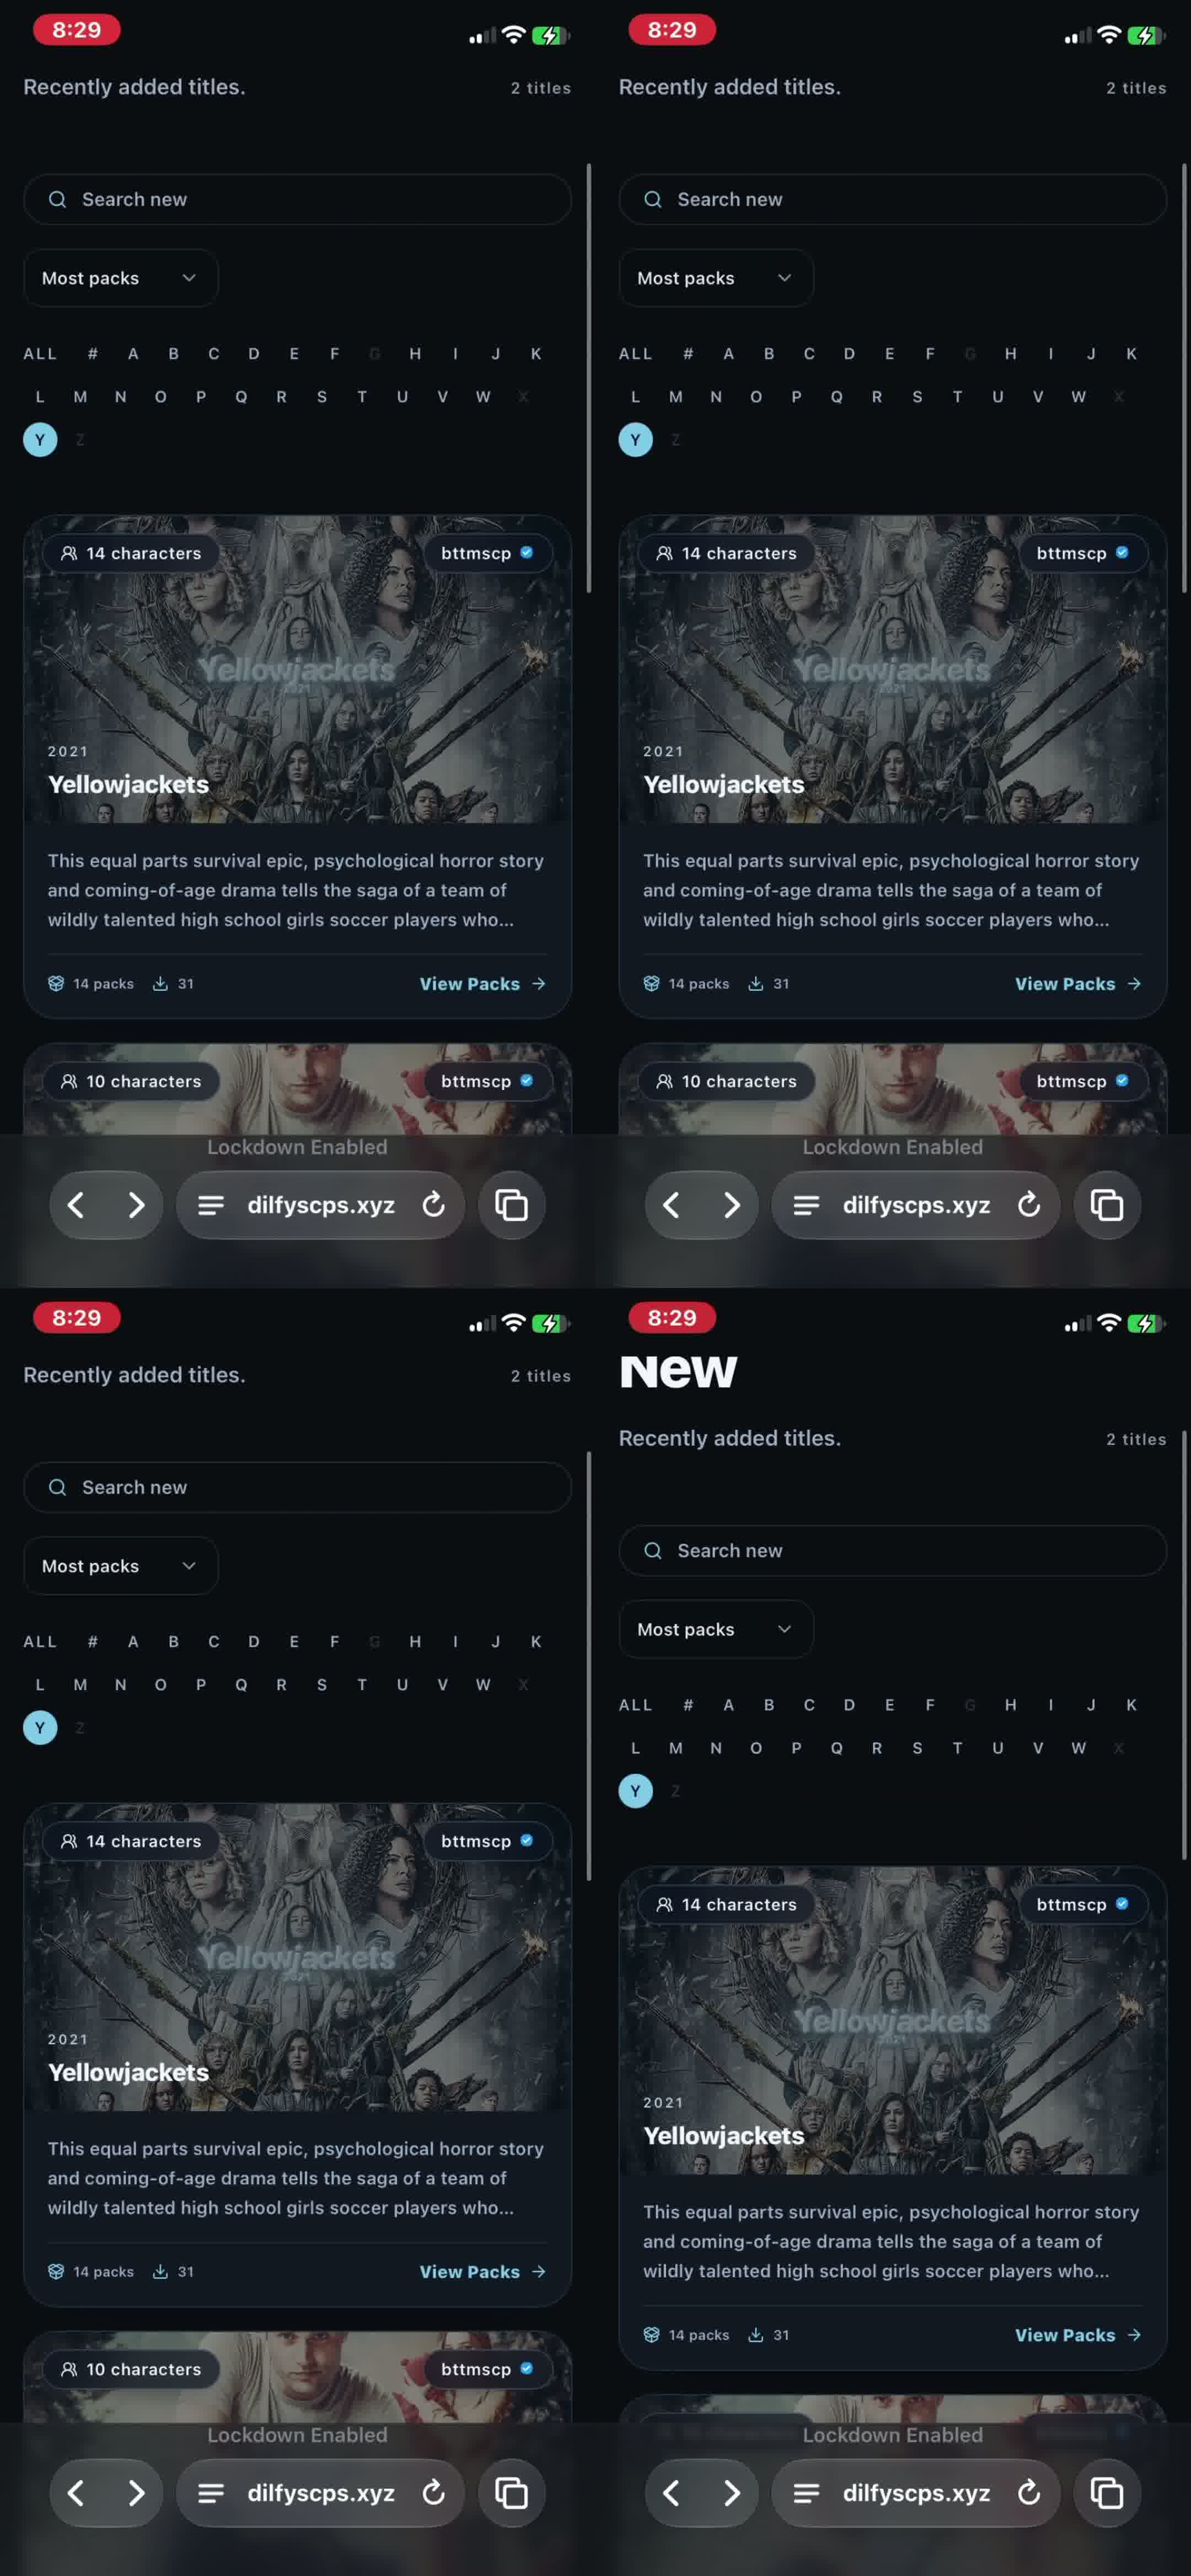 8:29
Recently added titles.
2 titles
Search new
Most packs
ALL # A B C D E F G H I J K
L M N O P Q R S T U V W X
Y Z
14 characters
bttmscp
Yellowjackets
2021
2021
Yellowjackets
This equal parts survival epic, psychological horror story
and coming-of-age drama tells the saga of a team of
wildly talented high school girls soccer players who...
14 packs
31
View Packs
10 characters
bttmscp
Lockdown Enabled
dilfyscps.xyz
8:29
Recently added titles.
2 titles
Search new
Most packs
ALL # A B C D E F G H I J K
L M N O P Q R S T U V W X
Y Z
14 characters
bttmscp
Yellowjackets
2021
2021
Yellowjackets
This equal parts survival epic, psychological horror story
and coming-of-age drama tells the saga of a team of
wildly talented high school girls soccer players who...
14 packs
31
View Packs
10 characters
bttmscp
Lockdown Enabled
dilfyscps.xyz
8:29
Recently added titles.
2 titles
Search new
Most packs
ALL # A B C D E F G H I J K
L M N O P Q R S T U V W X
Y Z
14 characters
bttmscp
Yellowjackets
2021
2021
Yellowjackets
This equal parts survival epic, psychological horror story
and coming-of-age drama tells the saga of a team of
wildly talented high school girls soccer players who...
14 packs
31
View Packs
10 characters
bttmscp
Lockdown Enabled
dilfyscps.xyz
8:29
New
Recently added titles.
2 titles
Search new
Most packs
ALL # A B C D E F G H I J K
L M N O P Q R S T U V W X
Y Z
14 characters
bttmscp
Yellowjackets
2021
2021
Yellowjackets
This equal parts survival epic, psychological horror story
and coming-of-age drama tells the saga of a team of
wildly talented high school girls soccer players who...
14 packs
31
View Packs
Lockdown Enabled
dilfyscps.xyz